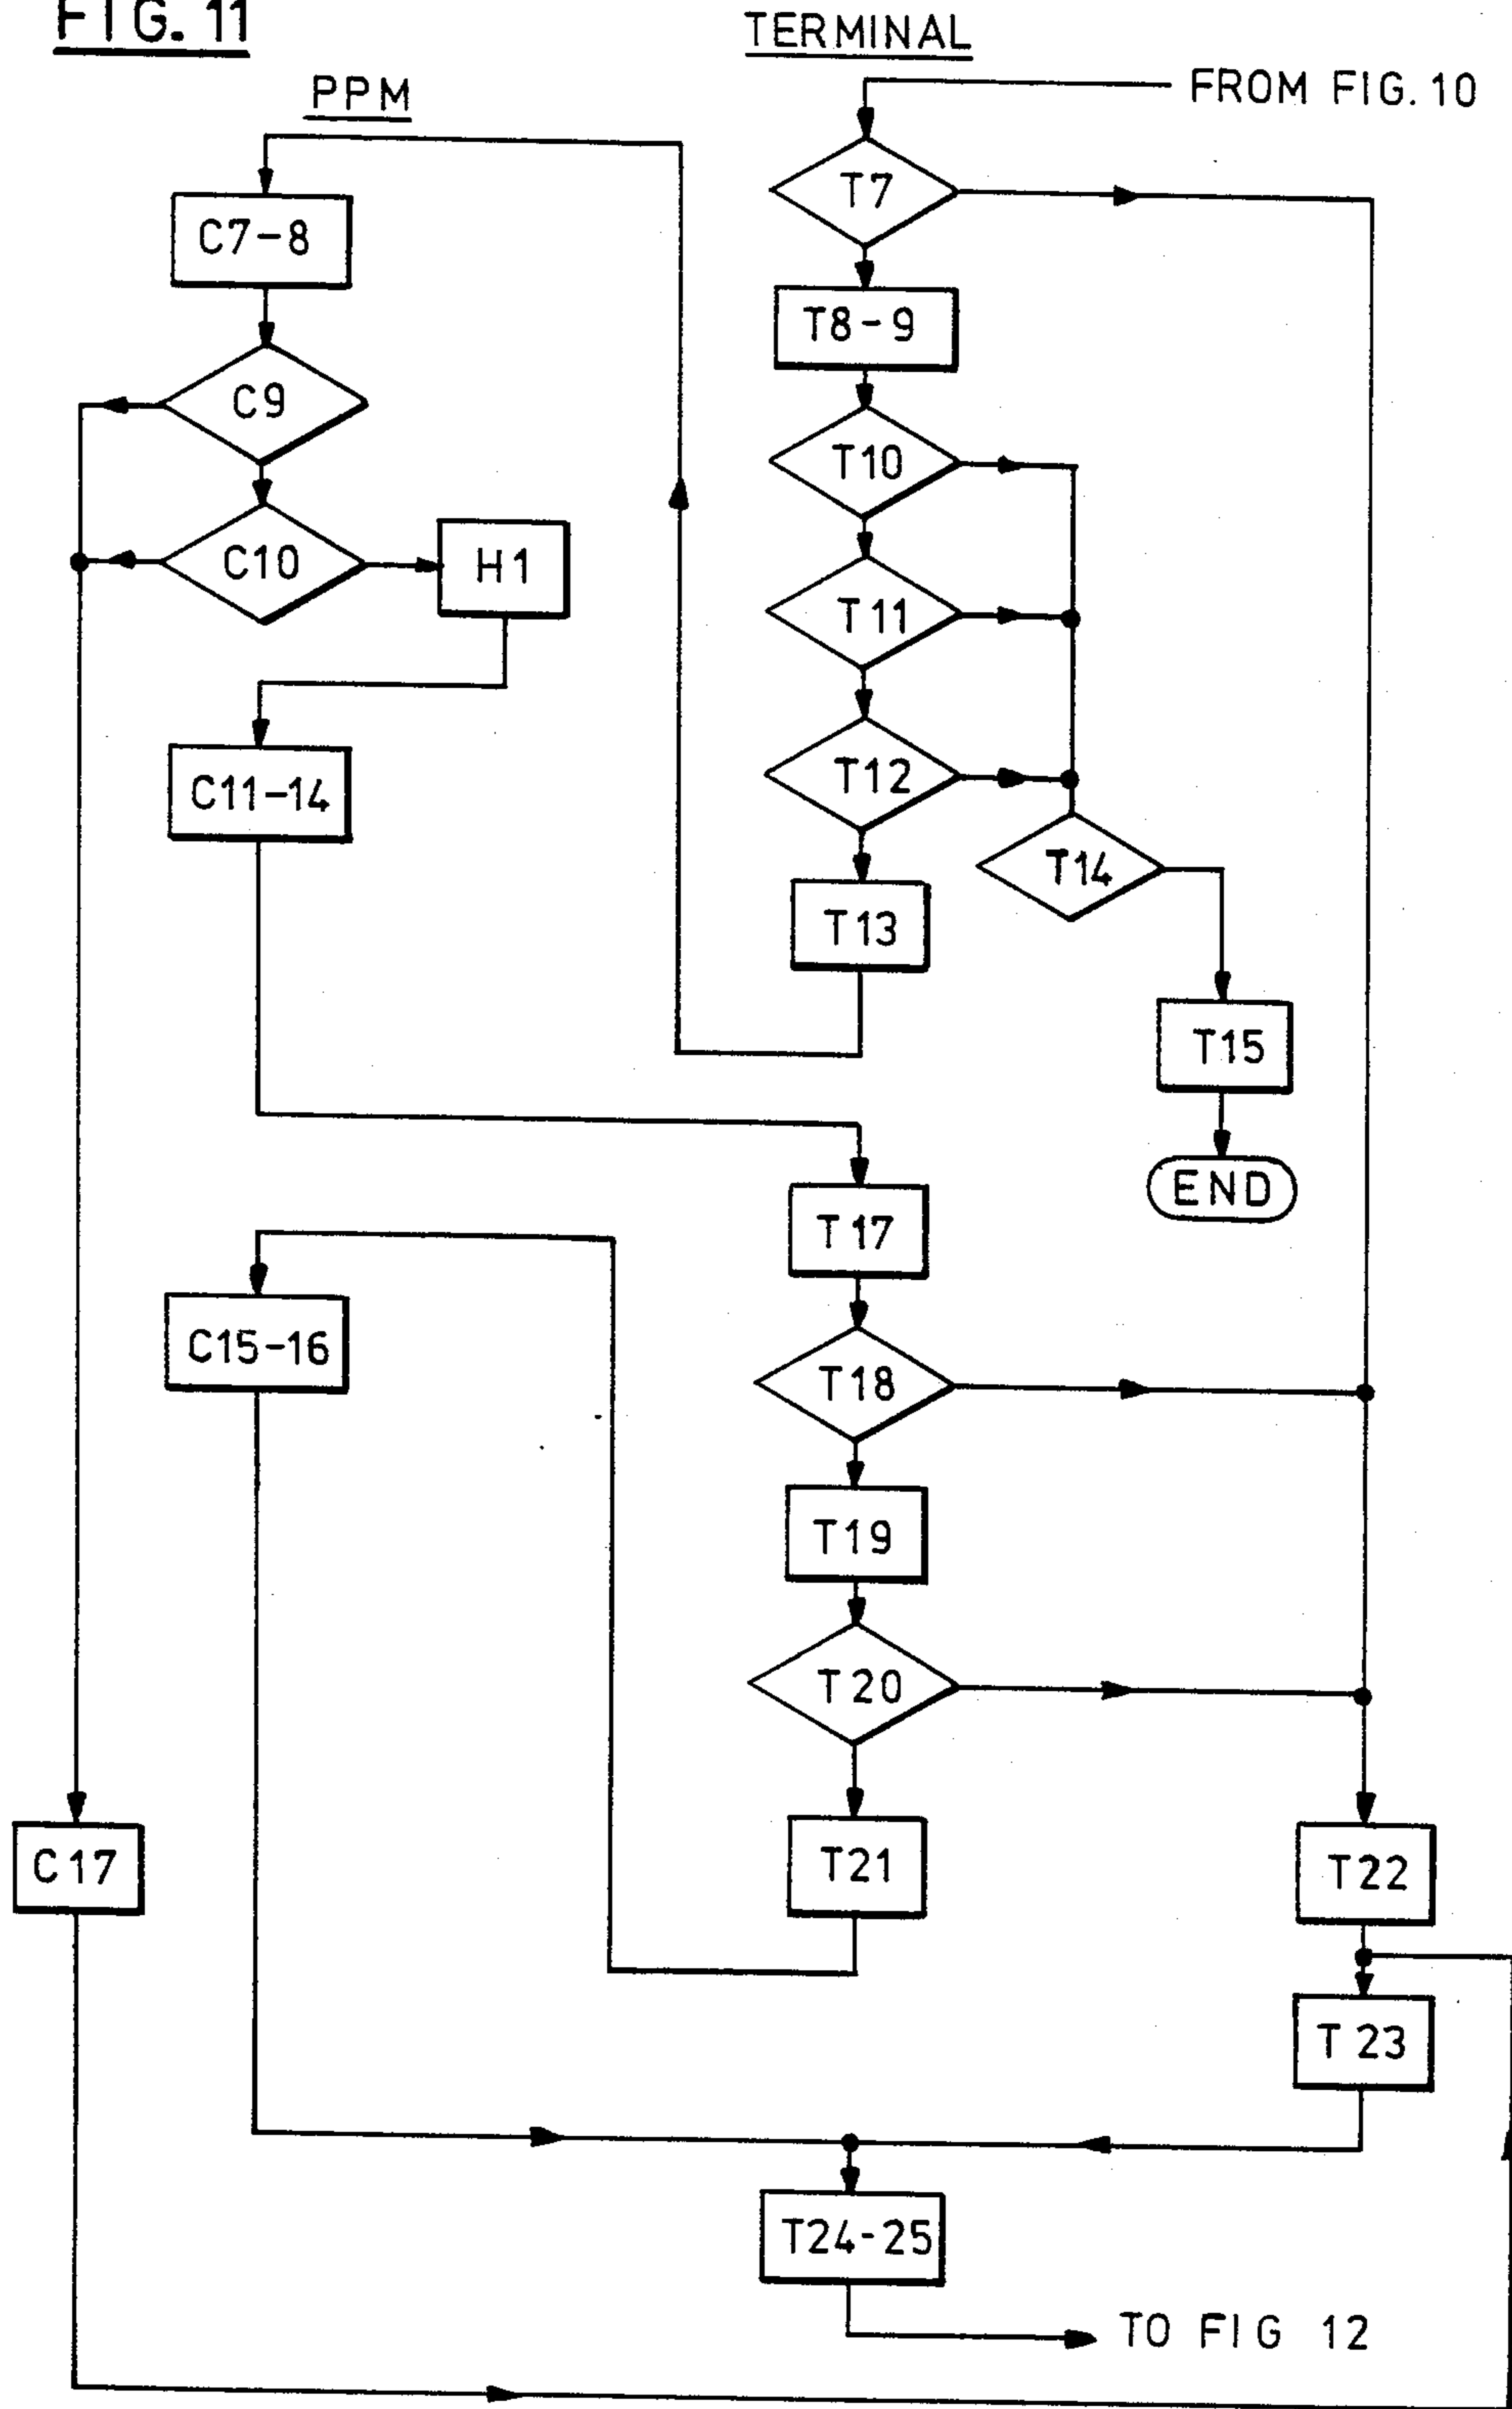 FIG. 11
TERMINAL
PPM
FROM FIG. 10
T7
C7-8
T8-9
C9
T10
C10
H1
T11
C11-14
T12
T14
T13
T15
END
T17
C15-16
T18
T19
T20
C17
T21
T22
T23
T24-25
TO FIG 12